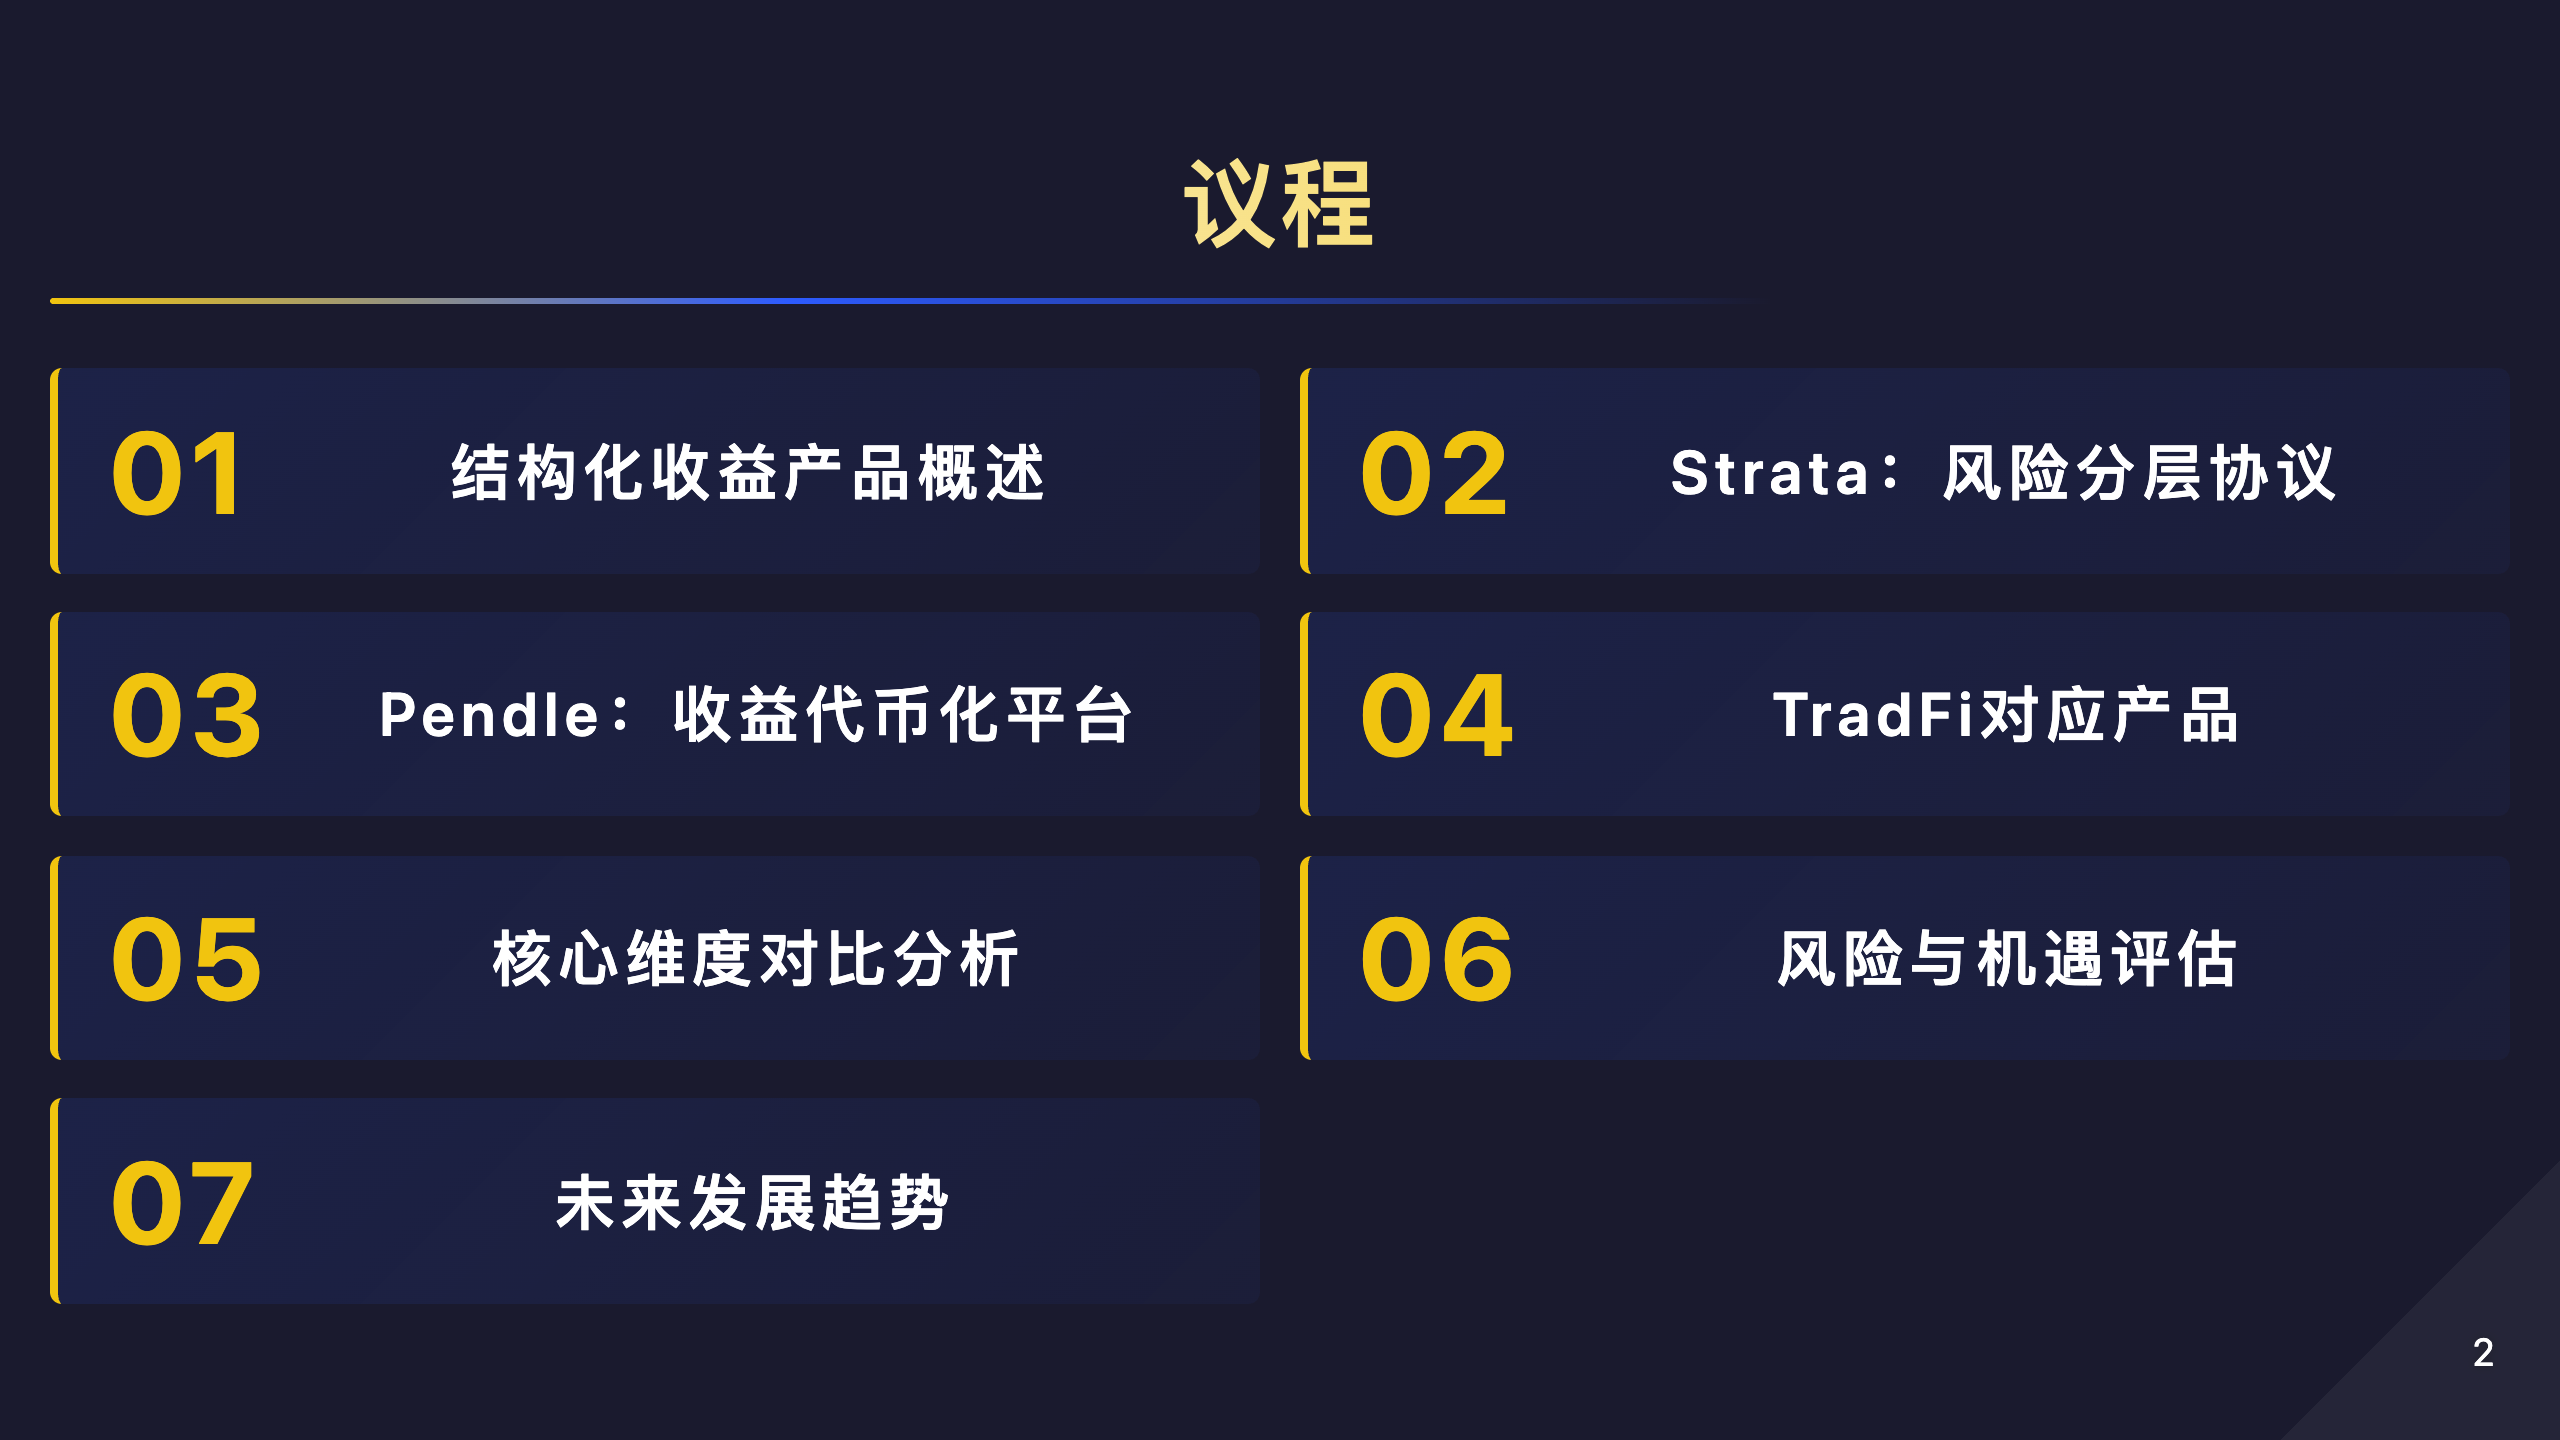 议程
01
结构化收益产品概述
02
Strata：风险分层协议
03
Pendle：收益代币化平台
04
TradFi对应产品
05
核心维度对比分析
06
风险与机遇评估
07
未来发展趋势
2